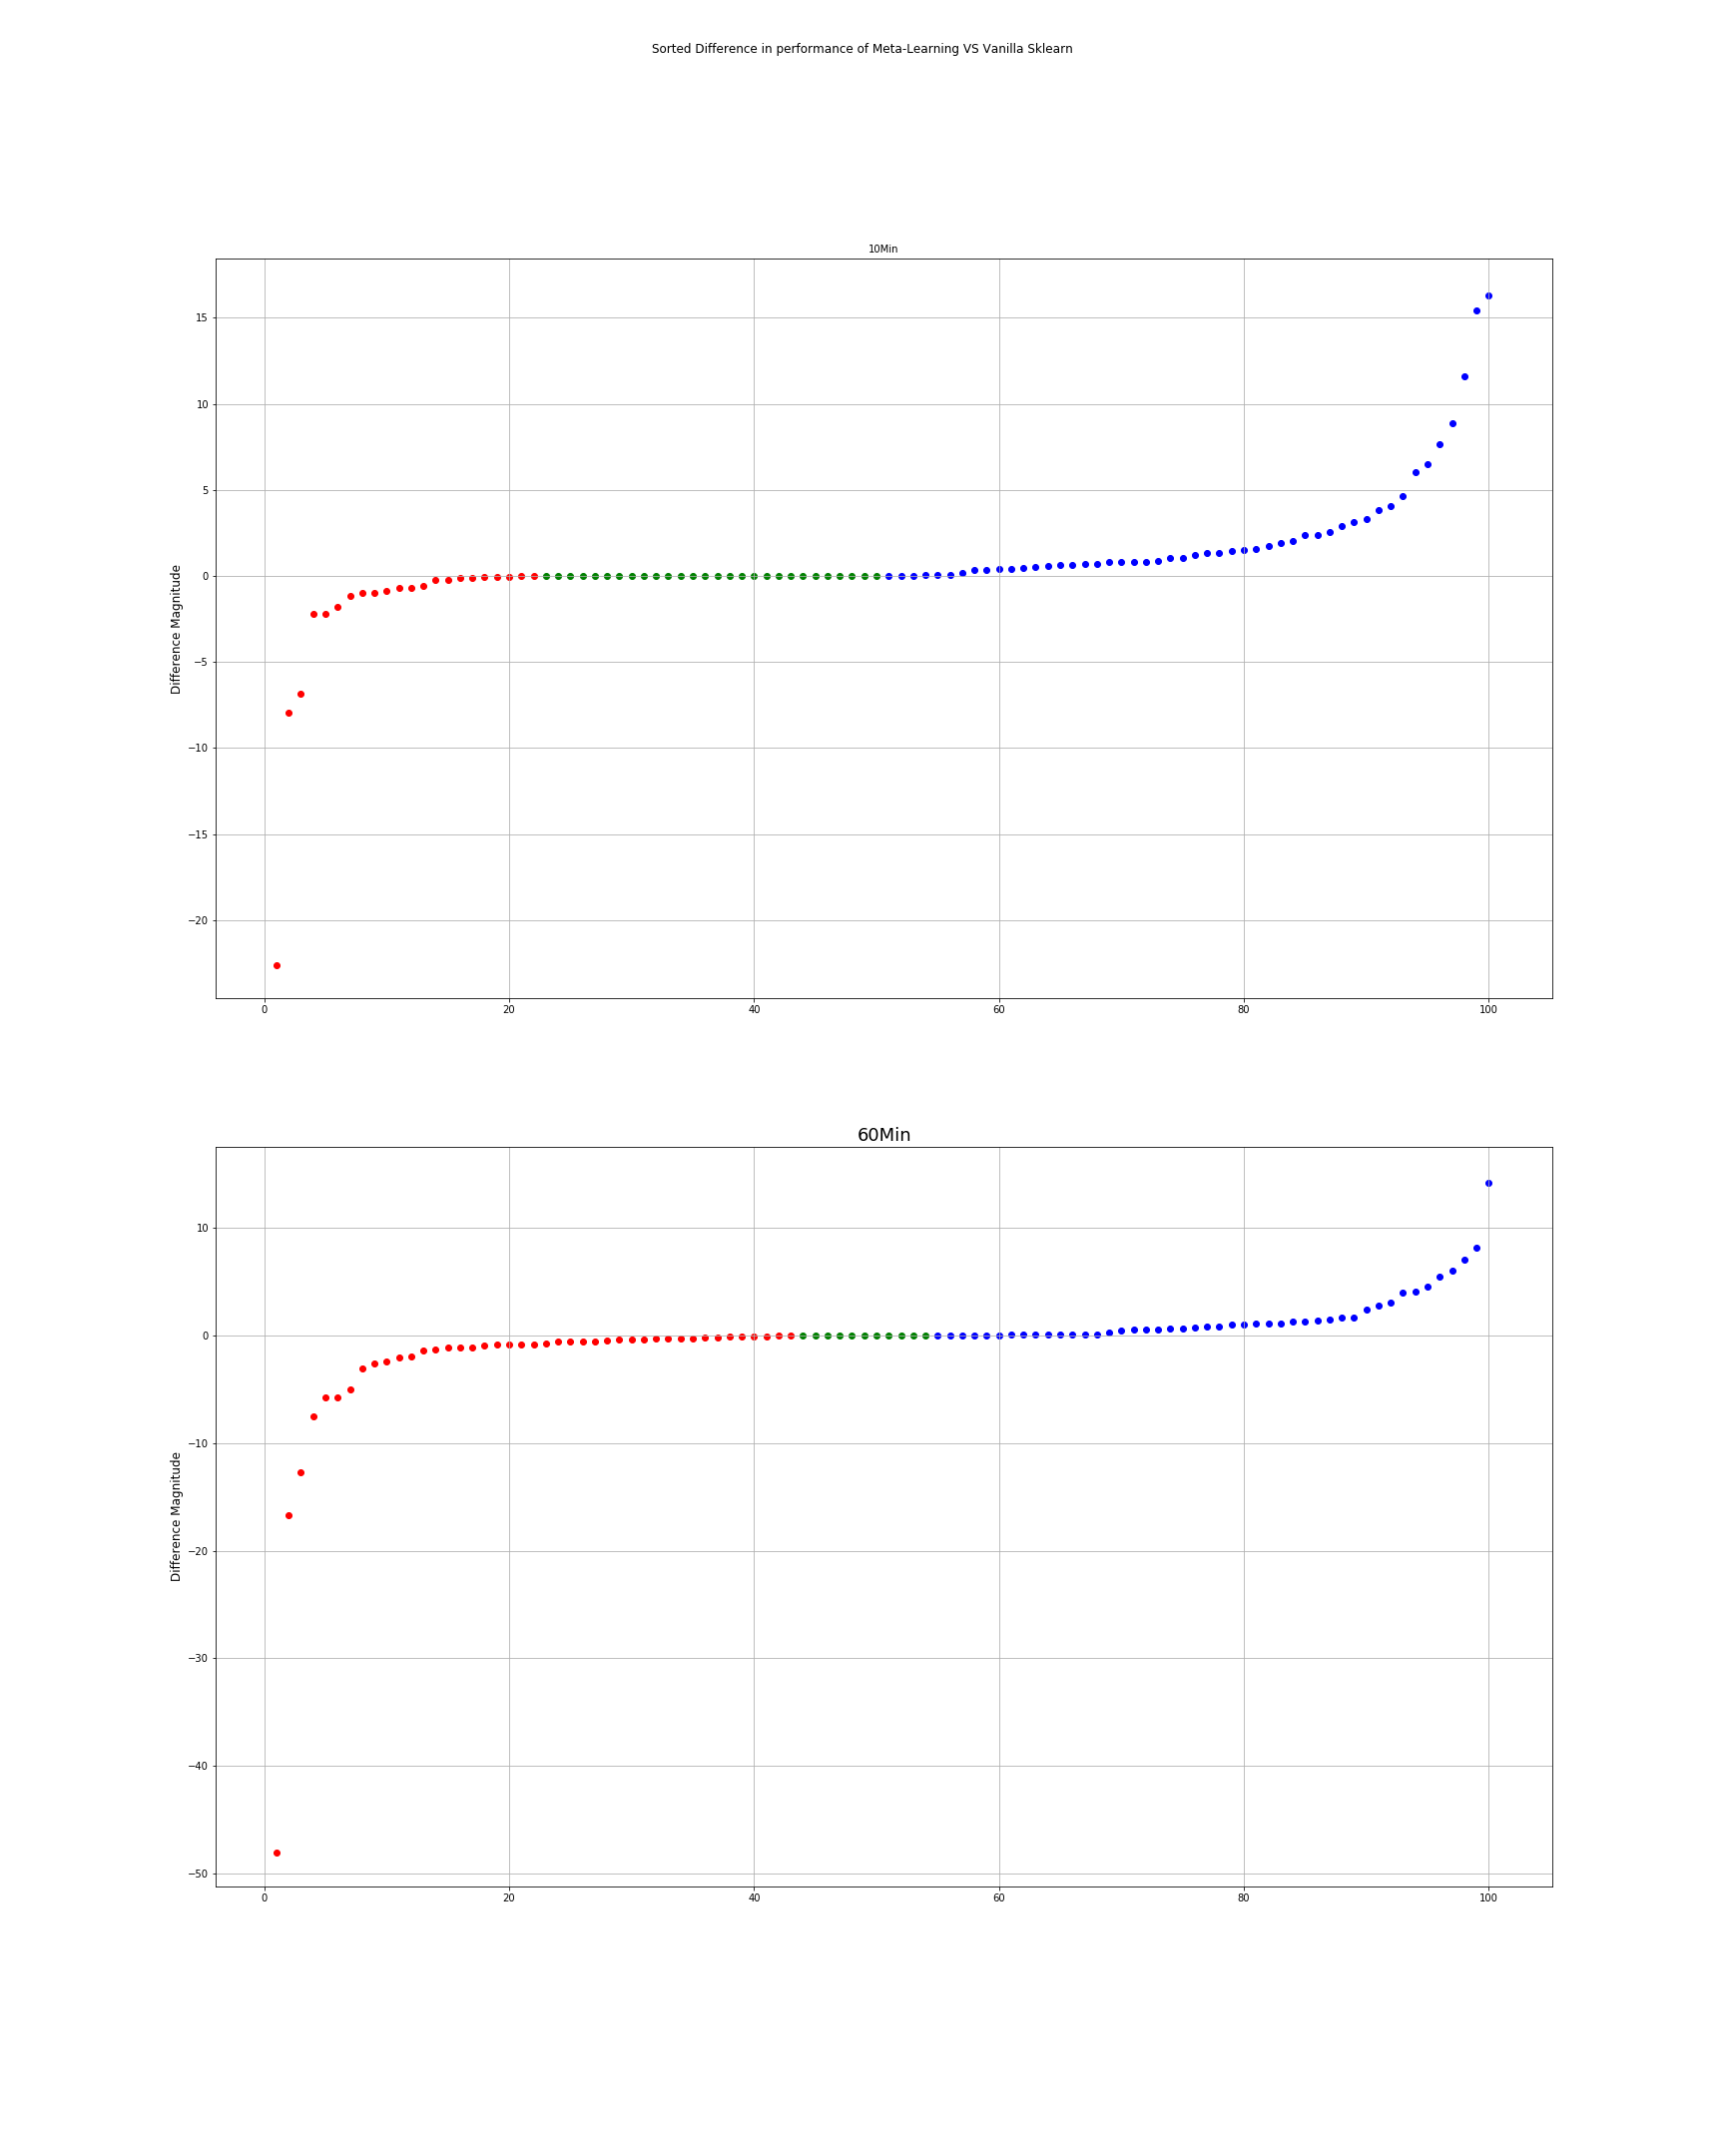 Sorted Difference in performance of Meta-Learning VS Vanilla Sklearn
10Min
15
10
5
0
−5
−10
−15
−20
Difference Magnitude
0 20 40 60 80 100
60Min
10
0
−10
−20
−30
−40
−50
Difference Magnitude
0 20 40 60 80 100